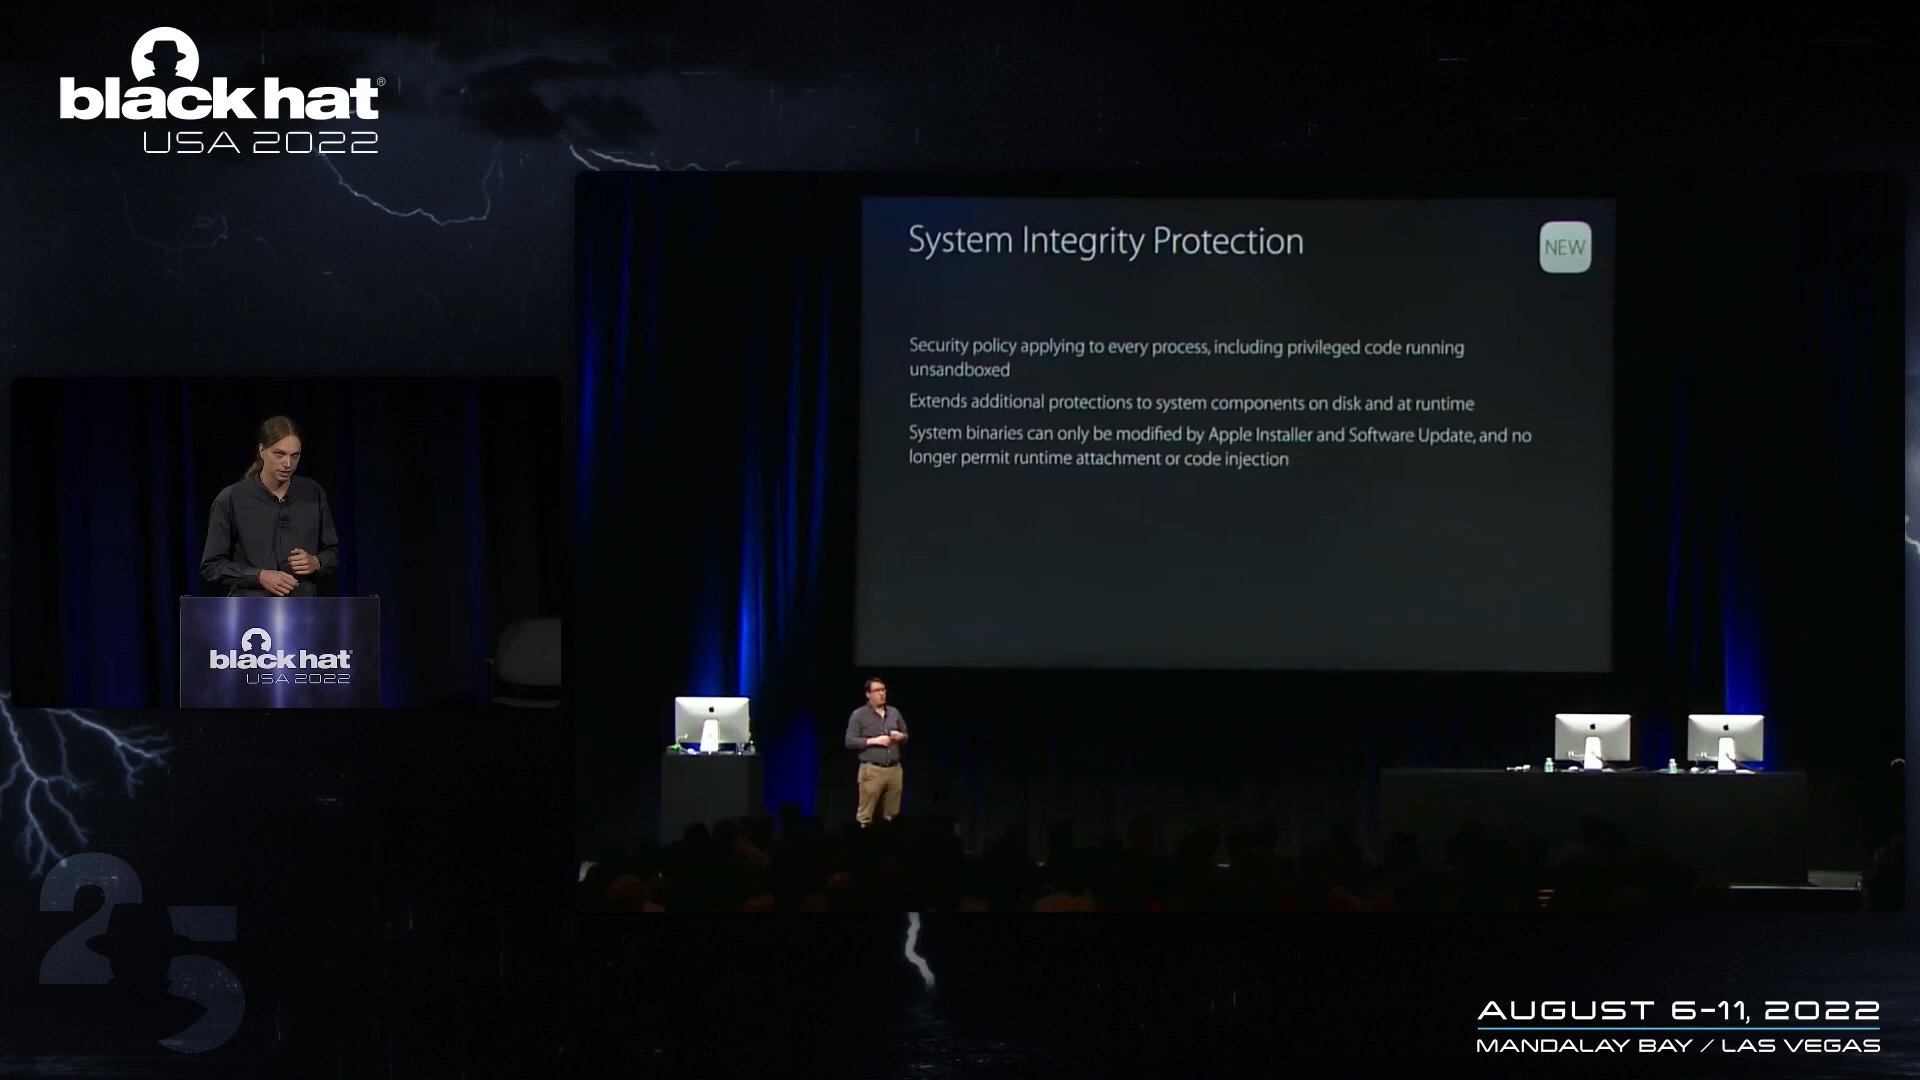 black hat®
USA 2022
System Integrity Protection
NEW
Security policy applying to every process, including privileged code running
unsandboxed
Extends additional protections to system components on disk and at runtime
System binaries can only be modified by Apple Installer and Software Update, and no
longer permit runtime attachment or code injection
black hat
USA 2022
25
AUGUST 6-11, 2022
MANDALAY BAY / LAS VEGAS